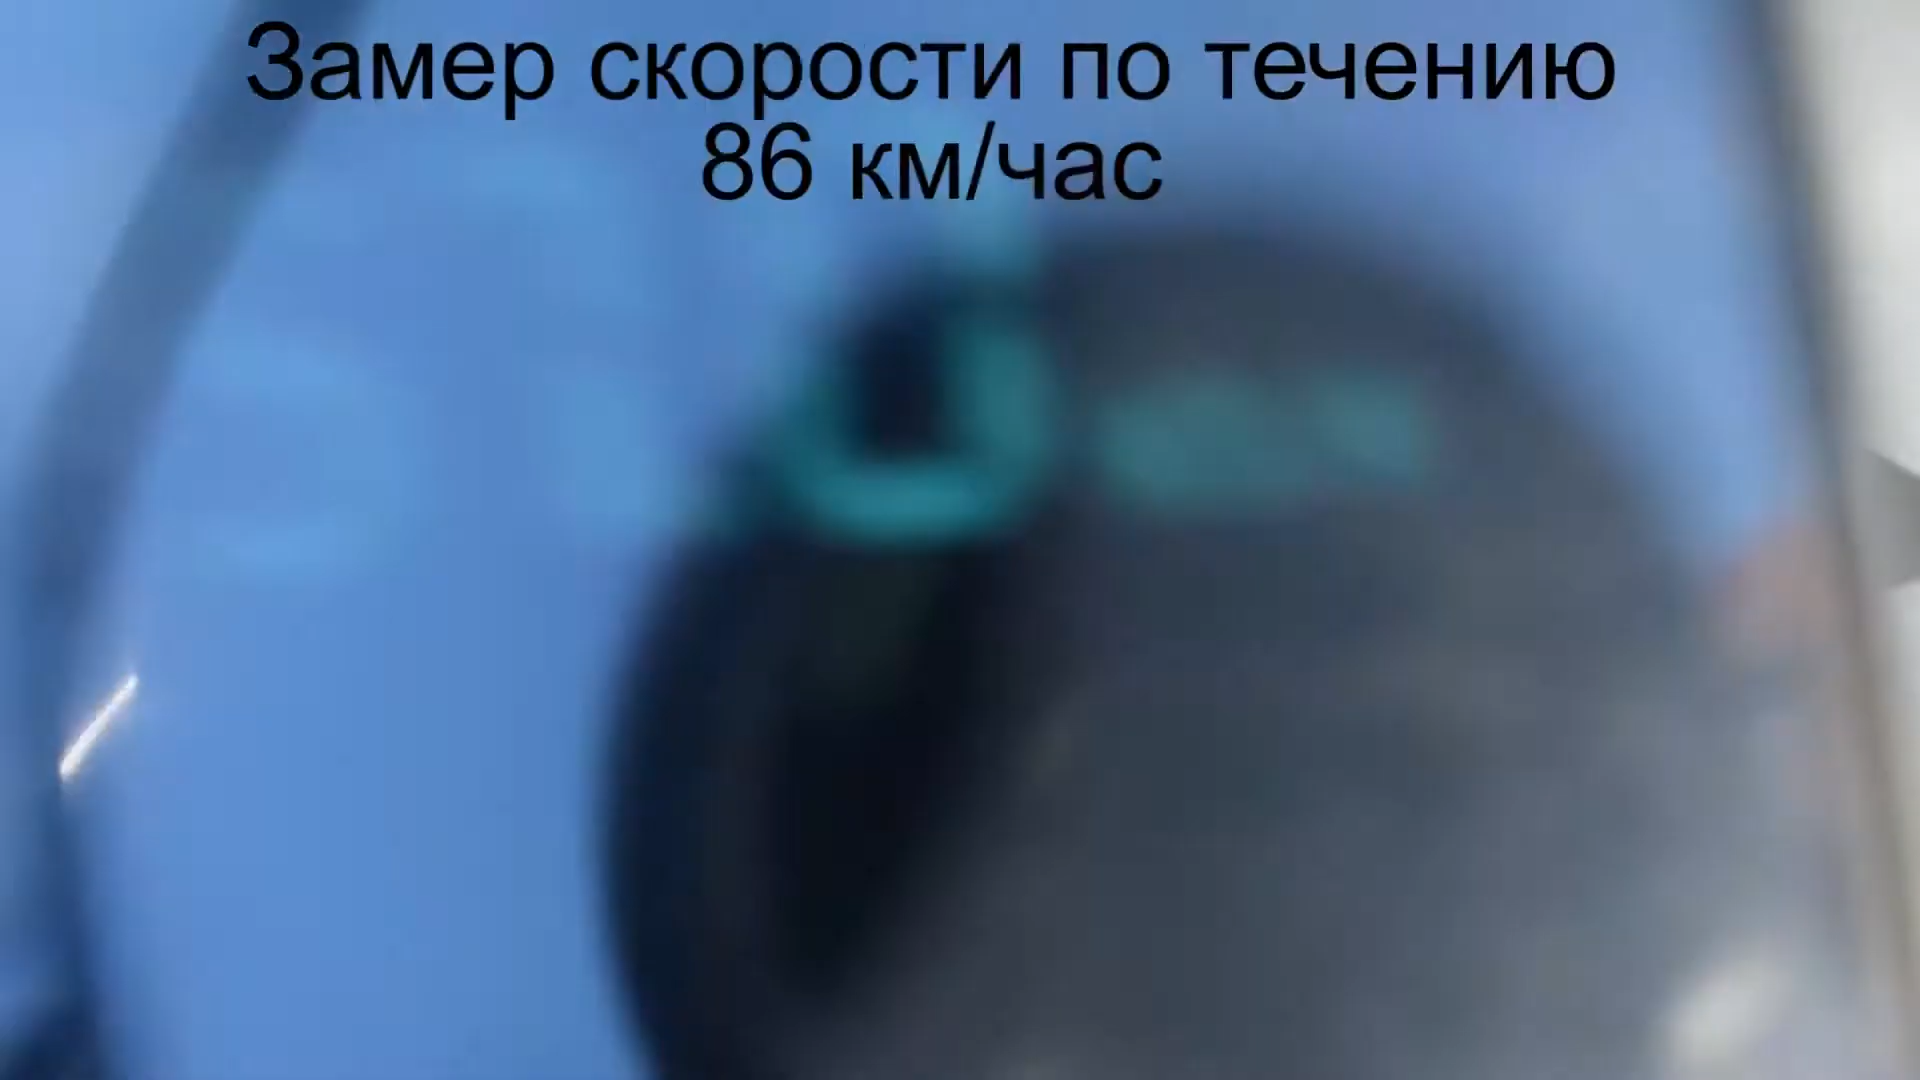 Замер скорости по течению
86 км/час